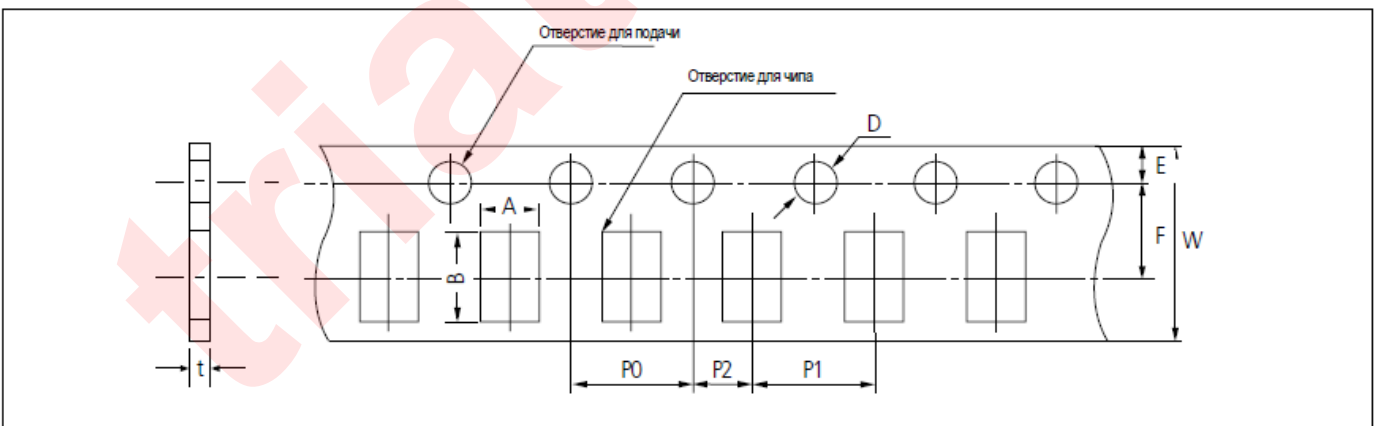 Отверстие для подачи
Отверстие для чипа
D
E
A
F
W
B
t
P0
P2
P1
tria